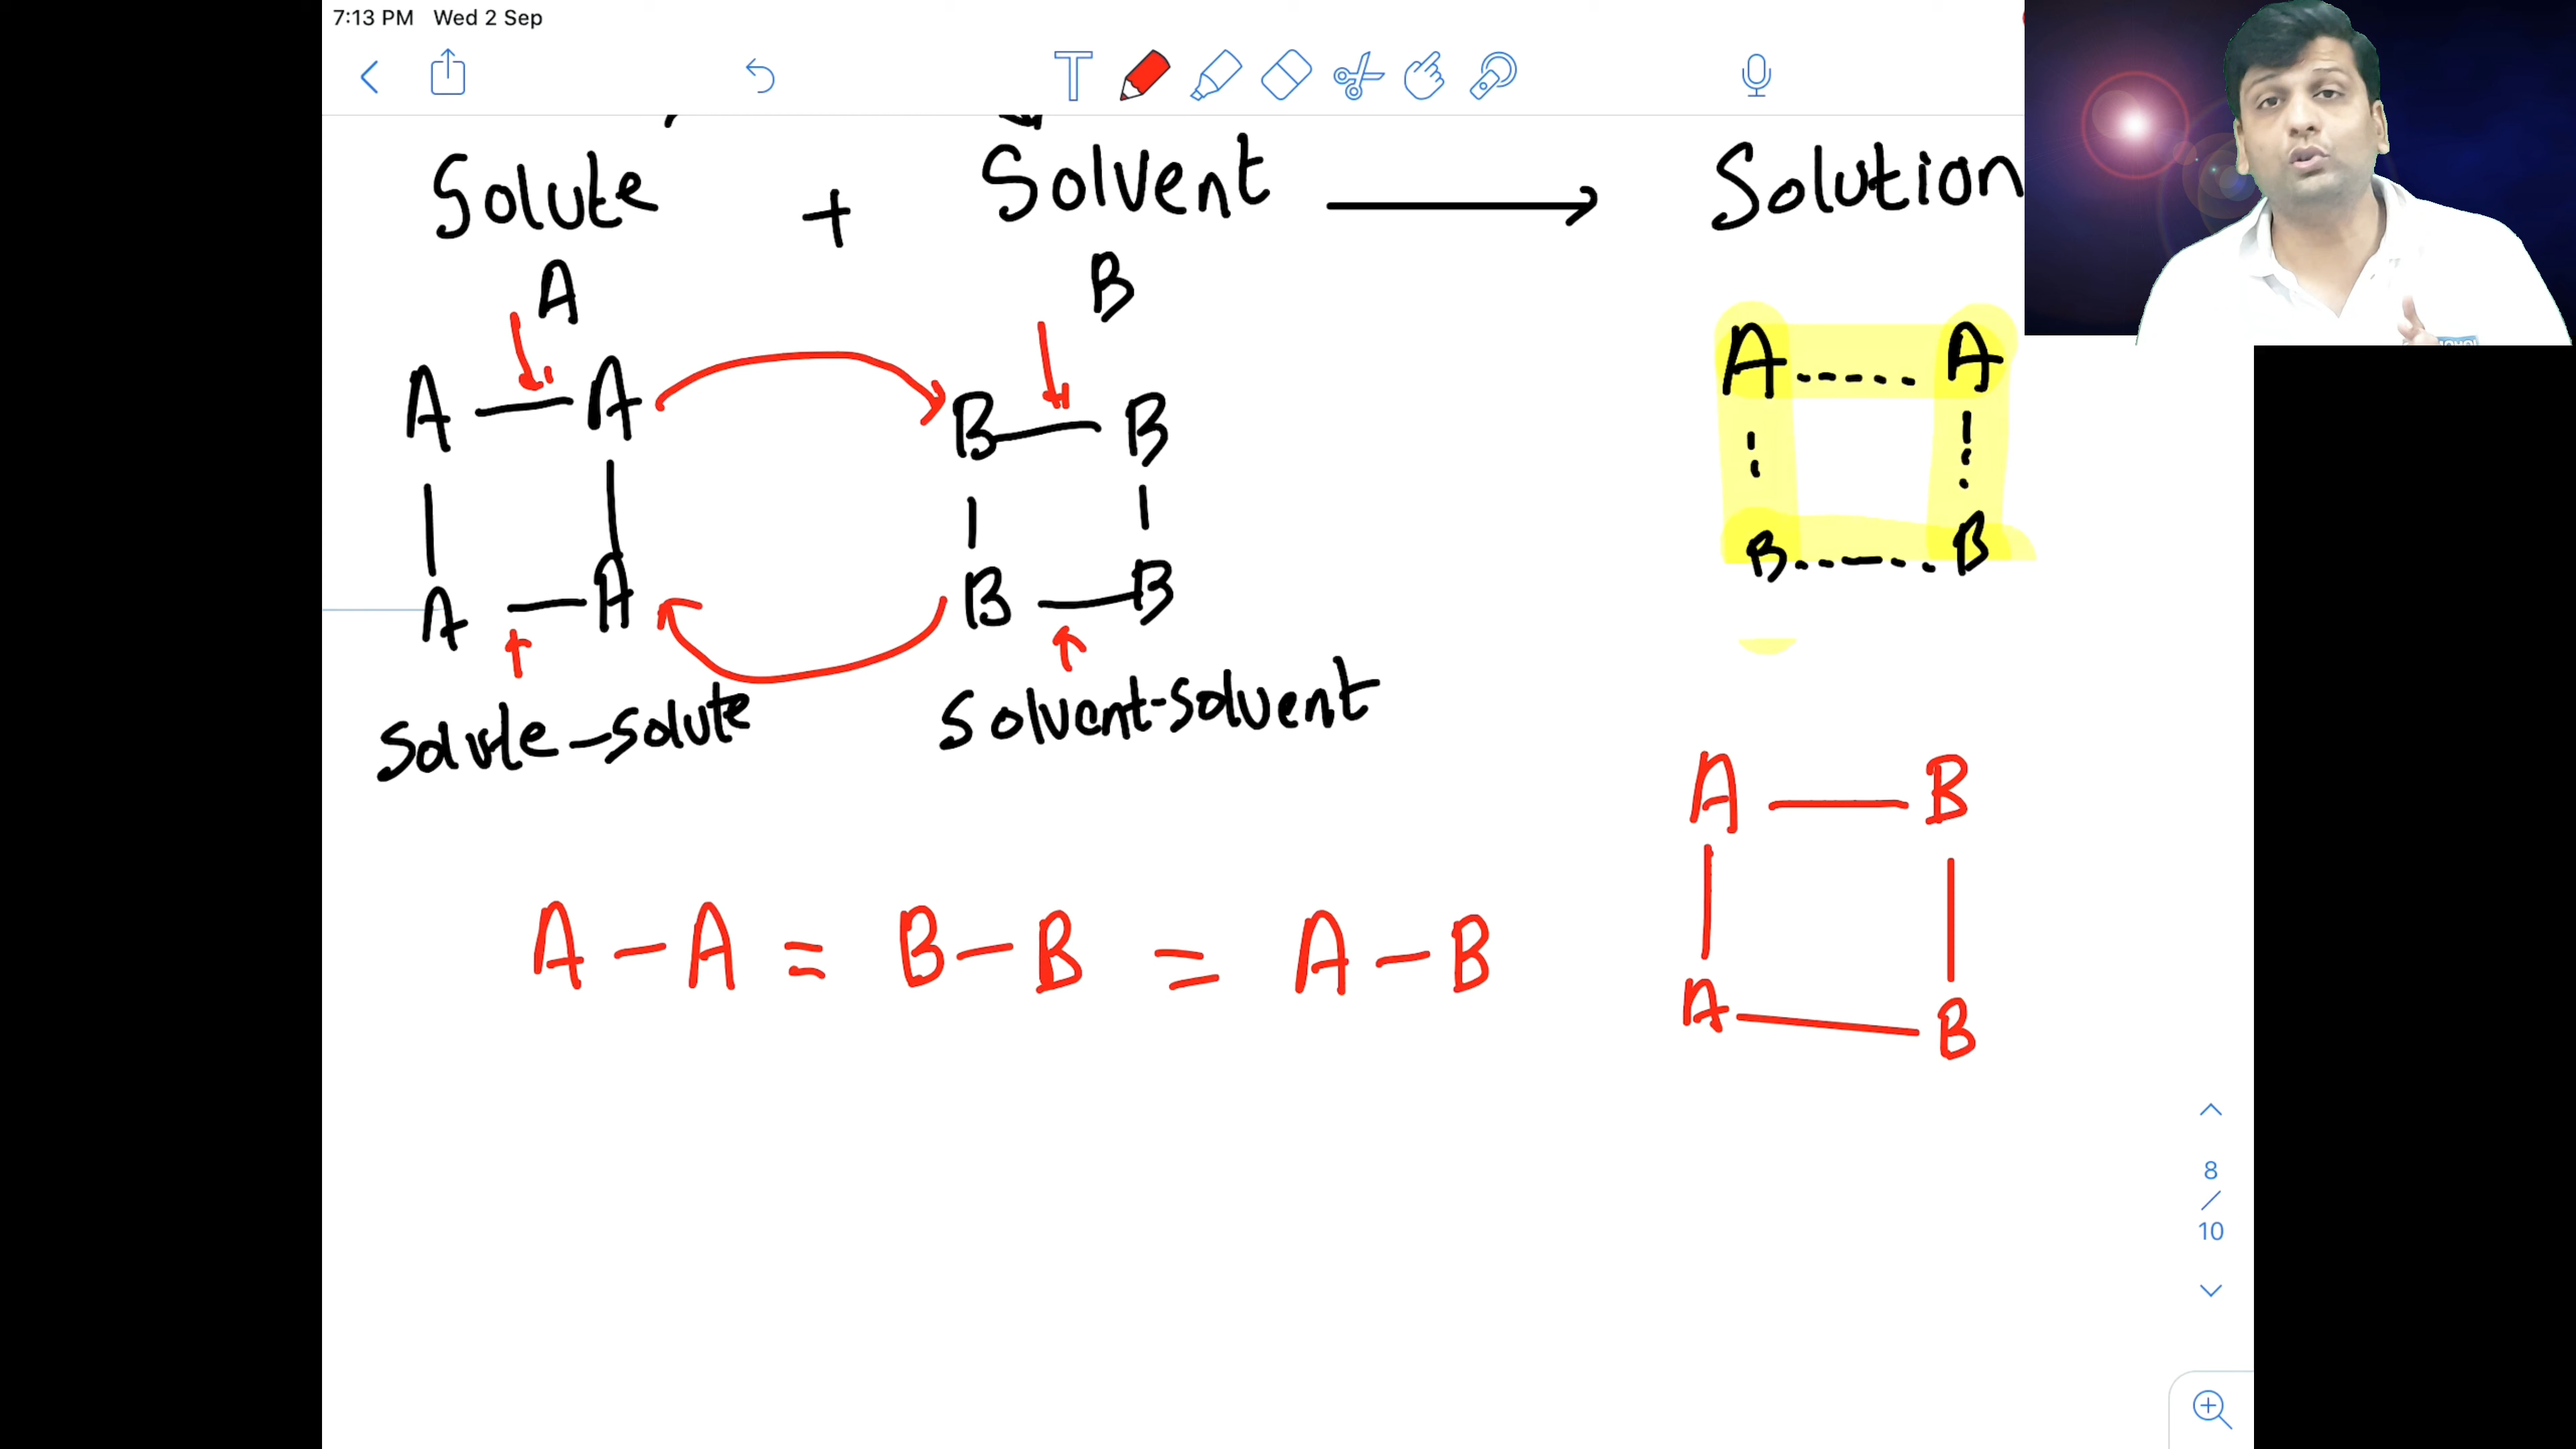 7:13 PM Wed 2 Sep
Solute + Solvent → Solution
A B
A — A B — B A ----- A
A — A B — B B ----- B
Solute - Solute Solvent-Solvent
A — B
A - A = B - B = A - B
A — B
8
/
10